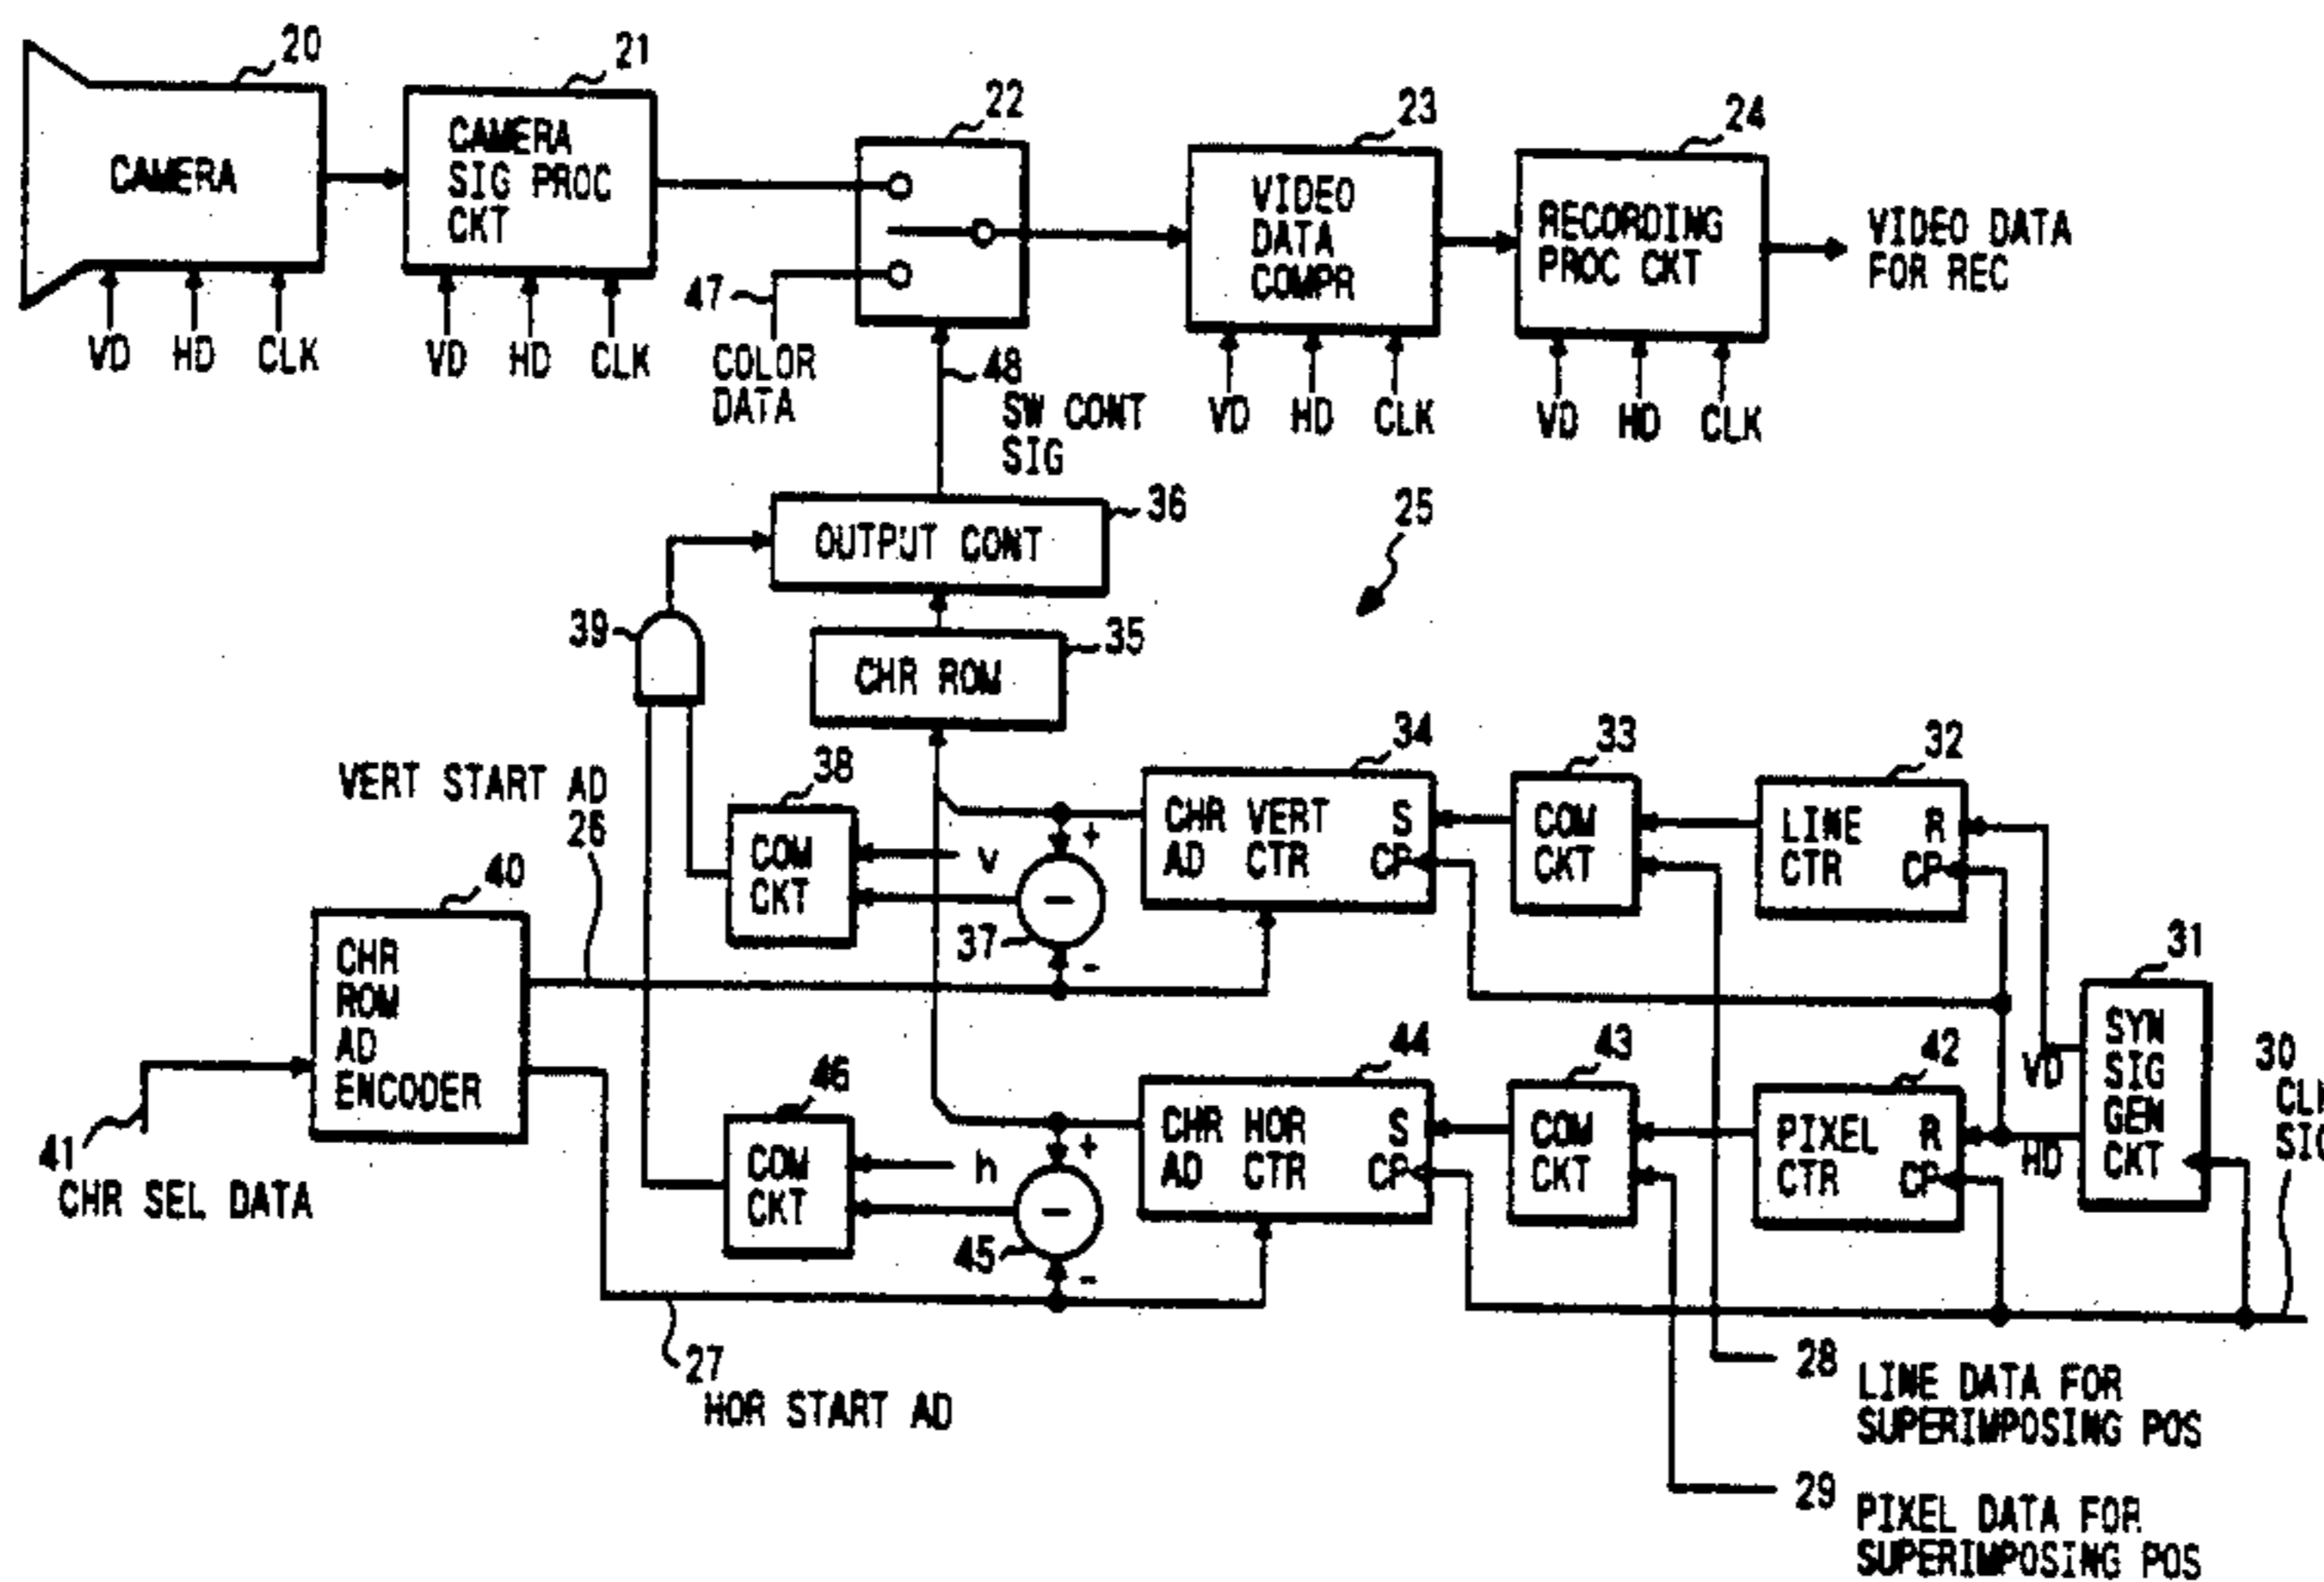 20
CAMERA
VD HD CLK
21
CAMERA
SIG PROC
CKT
VD HD CLK
22
47
COLOR
DATA
48
SW CONT
SIG
23
VIDEO
DATA
COMPR
VD HD CLK
24
RECORDING
PROC CKT
VD HD CLK
VIDEO DATA
FOR REC
25
OUTPUT CONT
36
39
CHR ROM
35
VERT START AD
26
38
COM
CKT
v
+
-
37
-
34
CHR VERT S
AD CTR CP
33
COM
CKT
32
LINE R
CTR CP
40
CHR
ROM
AD
ENCODER
41
CHR SEL DATA
46
COM
CKT
h
+
-
45
-
44
CHR HOR S
AD CTR CP
43
COM
CKT
42
PIXEL R
CTR CP
VD
HD
31
SYN
SIG
GEN
CKT
30
27
HOR START AD
28
LINE DATA FOR
SUPERIMPOSING POS
29
PIXEL DATA FOR
SUPERIMPOSING POS